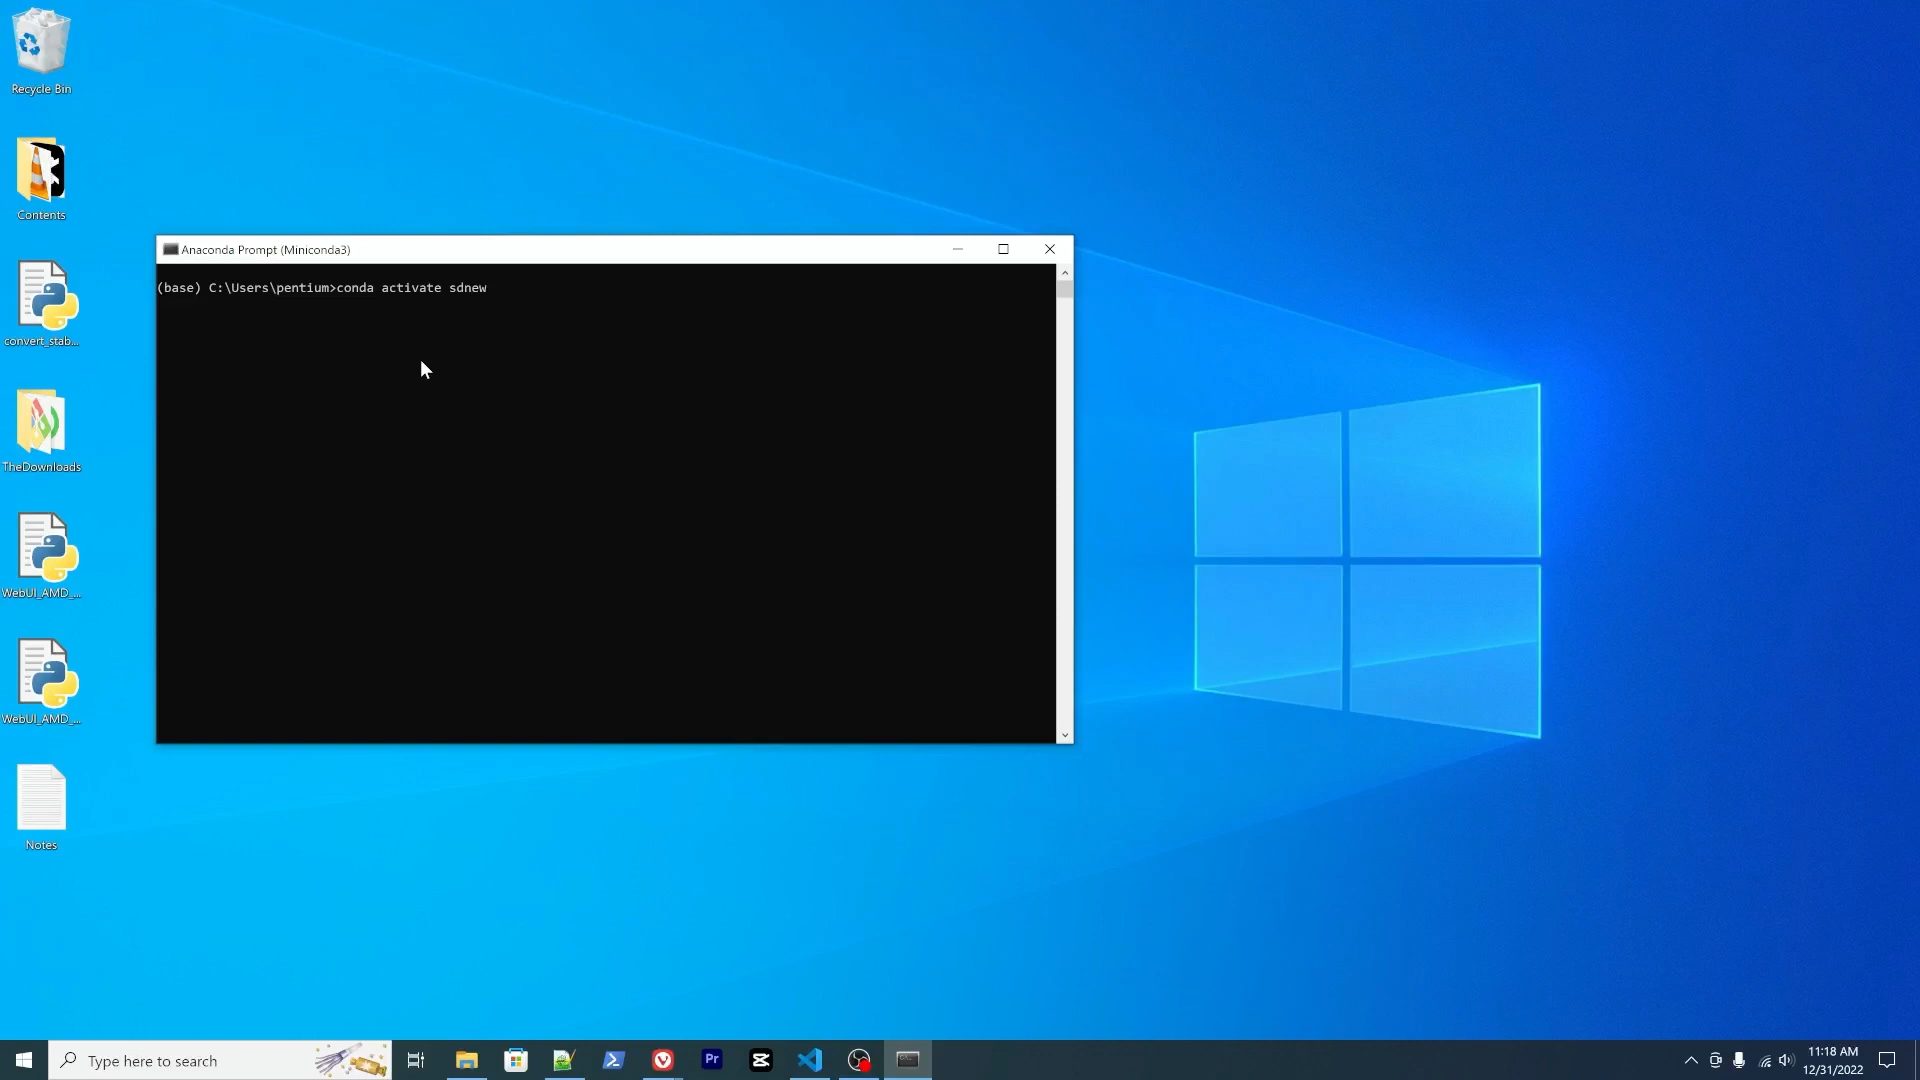 Recycle Bin
Contents
convert_stab...
TheDownloads
WebUI_AMD_...
WebUI_AMD_...
Notes
Anaconda Prompt (Miniconda3)
(base) C:\Users\pentium>conda activate sdnew
Type here to search
Pr
11:18 AM
12/31/2022